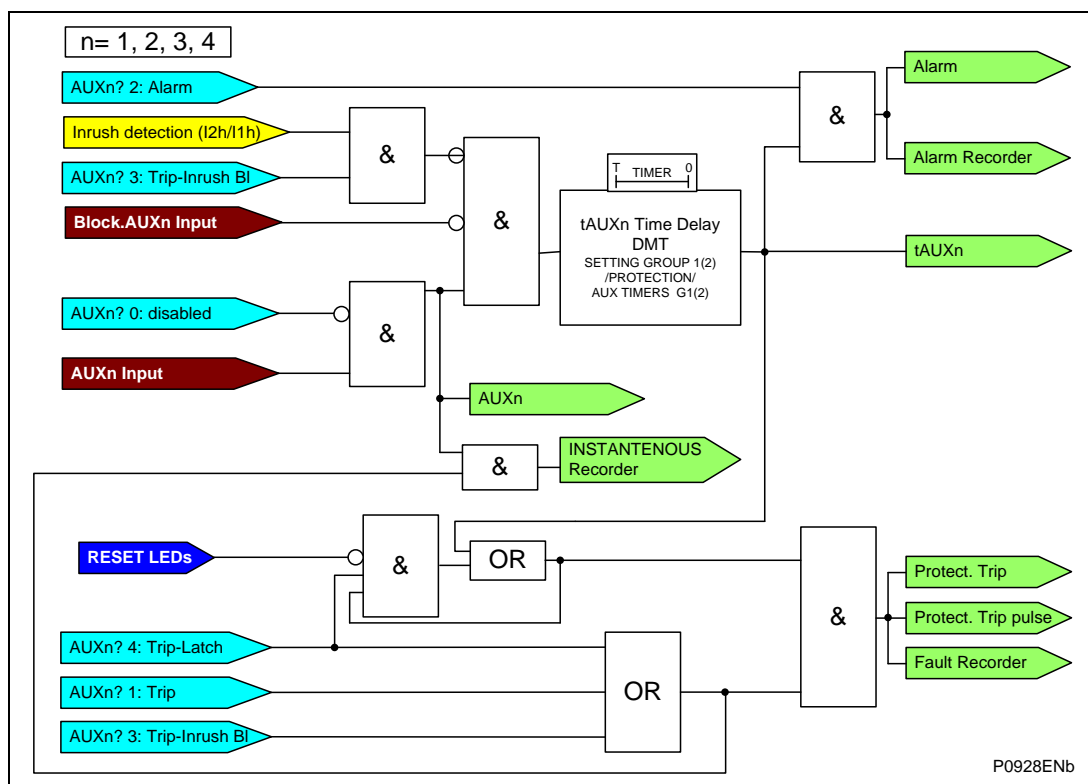 n= 1, 2, 3, 4
AUXn? 2: Alarm
Alarm
&
Inrush detection (I2h/I1h)
&
Alarm Recorder
AUXn? 3: Trip-Inrush Bl
T TIMER 0
Block.AUXn Input
&
tAUXn Time Delay
DMT
SETTING GROUP 1(2)
/PROTECTION/
AUX TIMERS G1(2)
tAUXn
AUXn? 0: disabled
&
AUXn Input
AUXn
&
INSTANTENOUS
Recorder
RESET LEDs
&
OR
Protect. Trip
&
Protect. Trip pulse
AUXn? 4: Trip-Latch
Fault Recorder
AUXn? 1: Trip
OR
AUXn? 3: Trip-Inrush Bl
P0928ENb